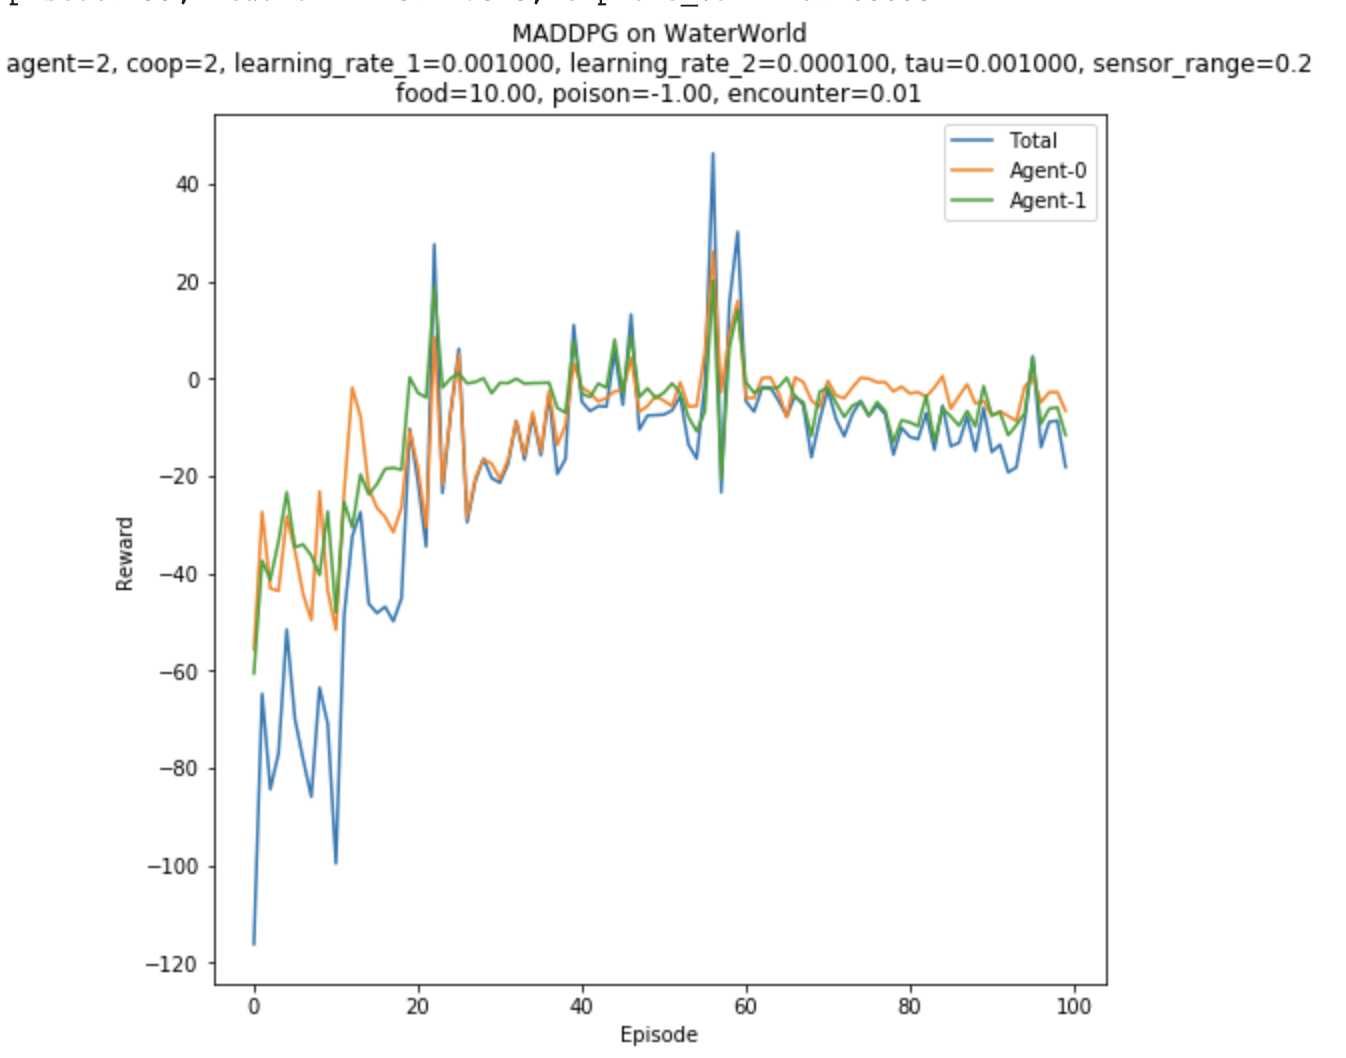 MADDPG on WaterWorld
agent=2, coop=2, learning_rate_1=0.001000, learning_rate_2=0.000100, tau=0.001000, sensor_range=0.2
food=10.00, poison=-1.00, encounter=0.01
Total
Agent-0
Agent-1
40
20
0
−20
−40
−60
−80
−100
−120
Reward
0 20 40 60 80 100
Episode